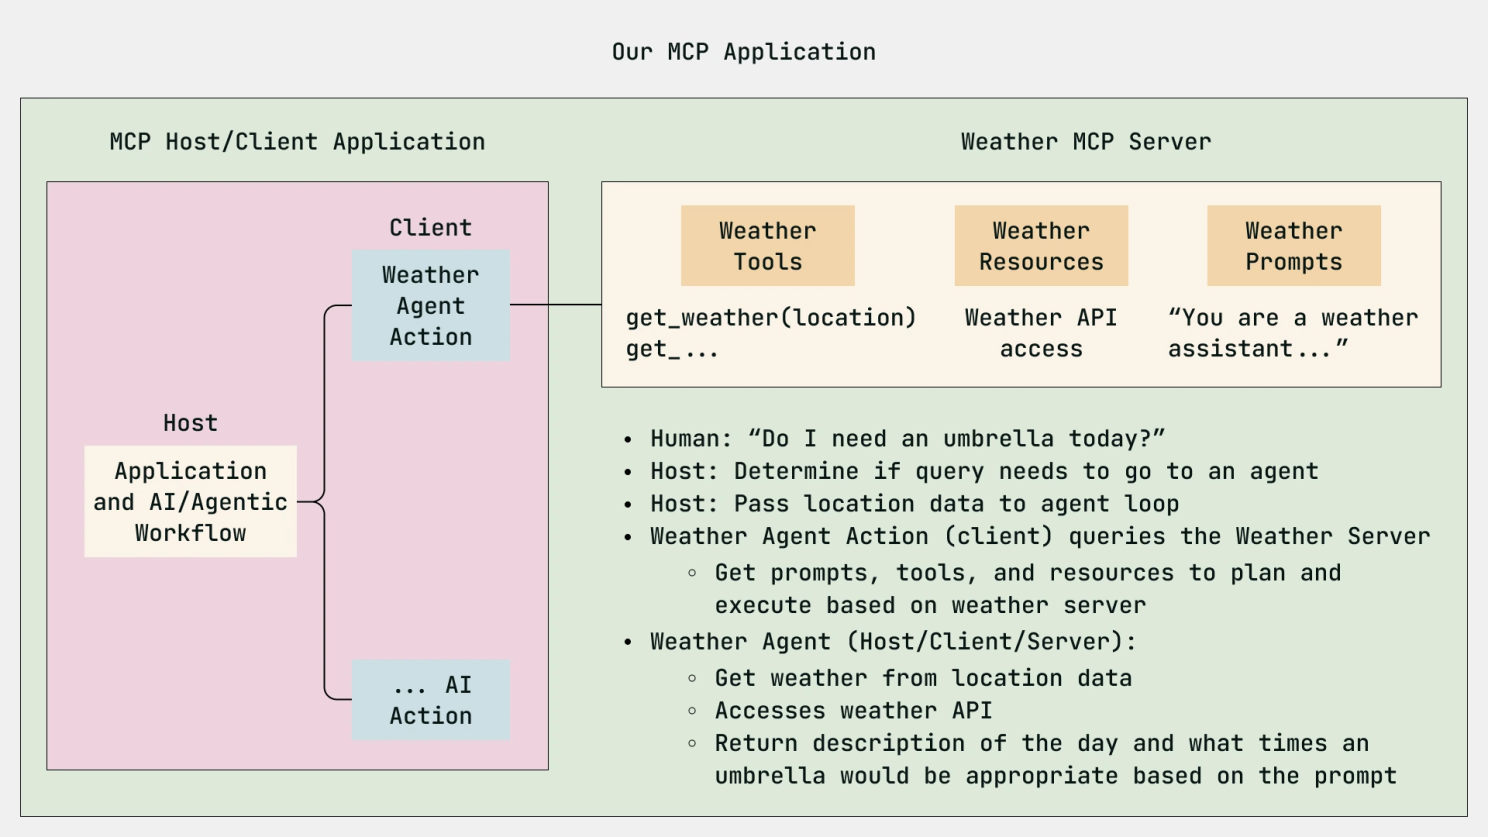 Our MCP Application
MCP Host/Client Application
Client
Weather
Agent
Action
Host
Application
and AI/Agentic
Workflow
... AI
Action
Weather MCP Server
Weather
Tools
get_weather(location)
get_...
Weather
Resources
Weather API
access
Weather
Prompts
“You are a weather
assistant...”
• Human: “Do I need an umbrella today?”
• Host: Determine if query needs to go to an agent
• Host: Pass location data to agent loop
• Weather Agent Action (client) queries the Weather Server
◦ Get prompts, tools, and resources to plan and
execute based on weather server
• Weather Agent (Host/Client/Server):
◦ Get weather from location data
◦ Accesses weather API
◦ Return description of the day and what times an
umbrella would be appropriate based on the prompt